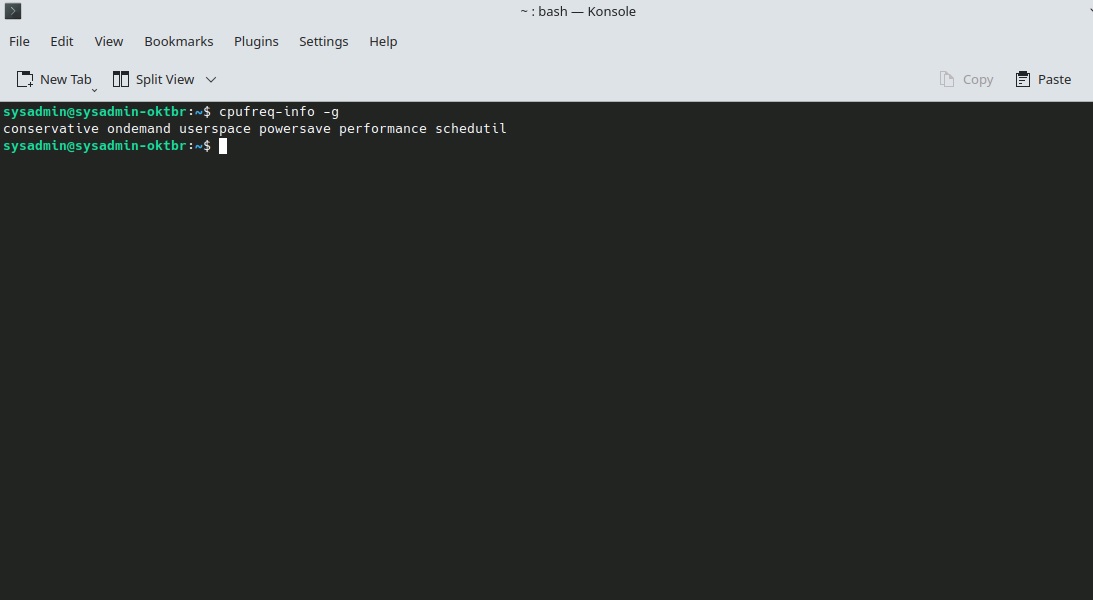 ~ : bash — Konsole
File Edit View Bookmarks Plugins Settings Help
New Tab Split View Copy Paste
sysadmin@sysadmin-oktbr:~$ cpufreq-info -g
conservative ondemand userspace powersave performance schedutil
sysadmin@sysadmin-oktbr:~$